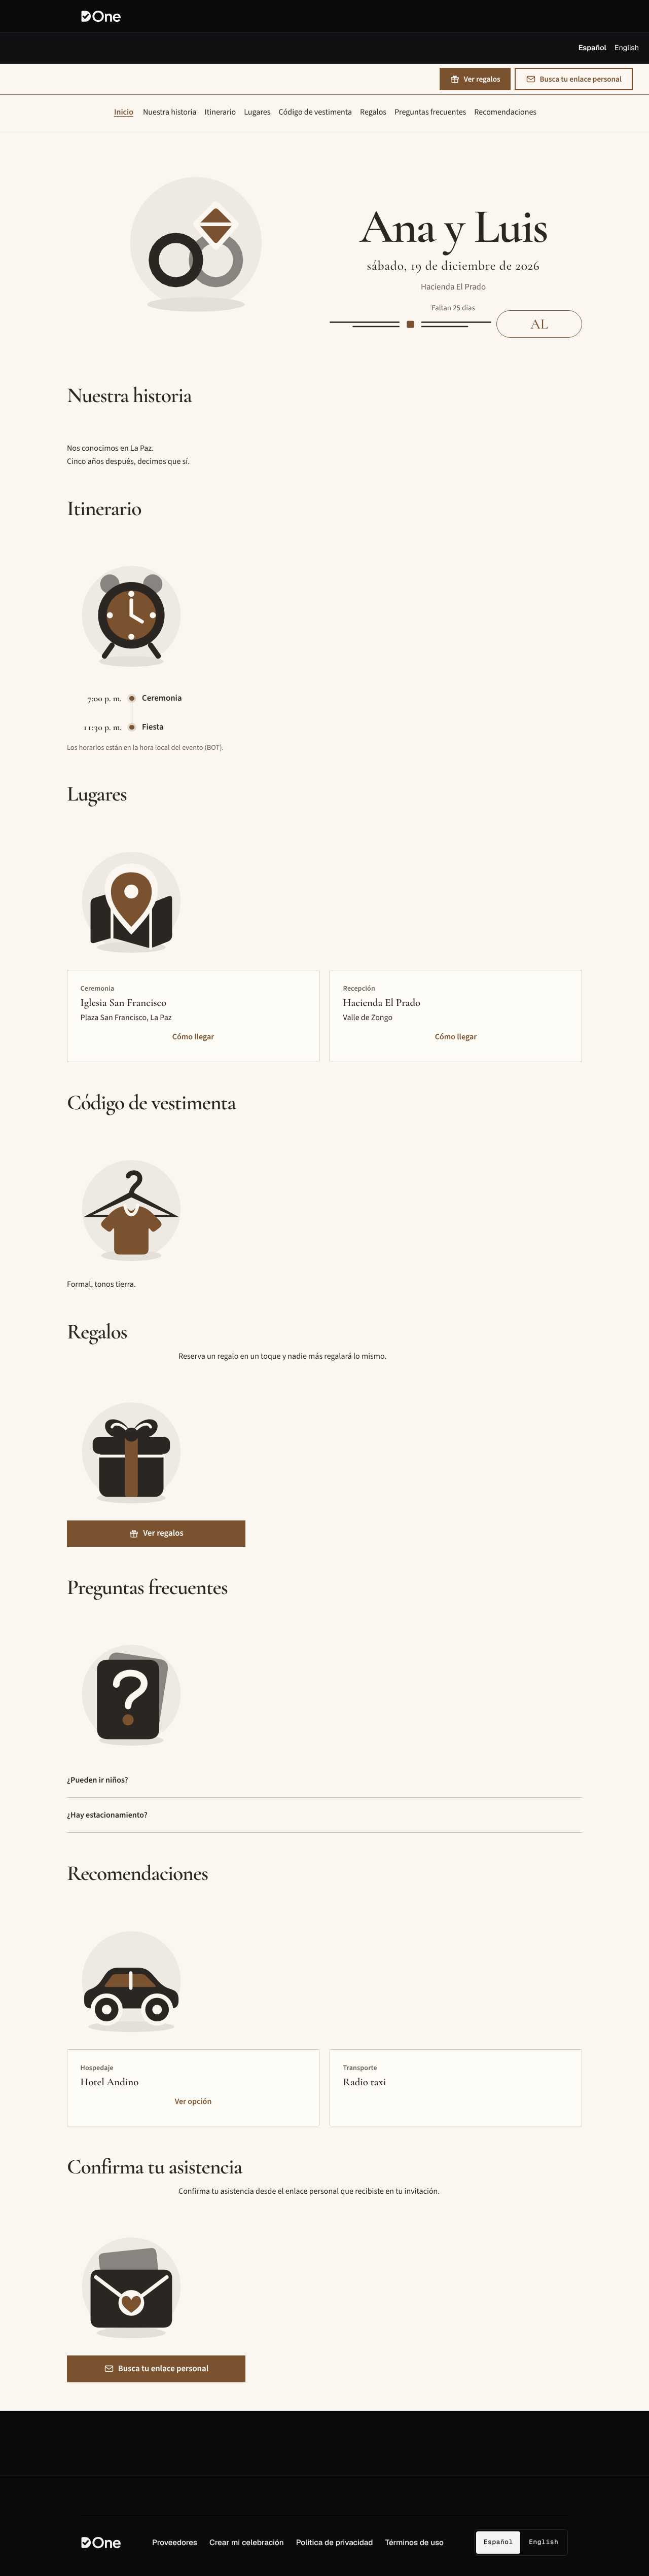 One
Español English
Ver regalos Busca tu enlace personal
Inicio Nuestra historia Itinerario Lugares Código de vestimenta Regalos Preguntas frecuentes Recomendaciones
Ana y Luis
sábado, 19 de diciembre de 2026
Hacienda El Prado
Faltan 25 días
AL
Nuestra historia
Nos conocimos en La Paz.
Cinco años después, decimos que sí.
Itinerario
7:00 p. m. Ceremonia
11:30 p. m. Fiesta
Los horarios están en la hora local del evento (BOT).
Lugares
Ceremonia
Iglesia San Francisco
Plaza San Francisco, La Paz
Cómo llegar
Recepción
Hacienda El Prado
Valle de Zongo
Cómo llegar
Código de vestimenta
Formal, tonos tierra.
Regalos
Reserva un regalo en un toque y nadie más regalará lo mismo.
Ver regalos
Preguntas frecuentes
¿Pueden ir niños?
¿Hay estacionamiento?
Recomendaciones
Hospedaje
Hotel Andino
Ver opción
Transporte
Radio taxi
Confirma tu asistencia
Confirma tu asistencia desde el enlace personal que recibiste en tu invitación.
Busca tu enlace personal
One
Proveedores Crear mi celebración Política de privacidad Términos de uso
Español English